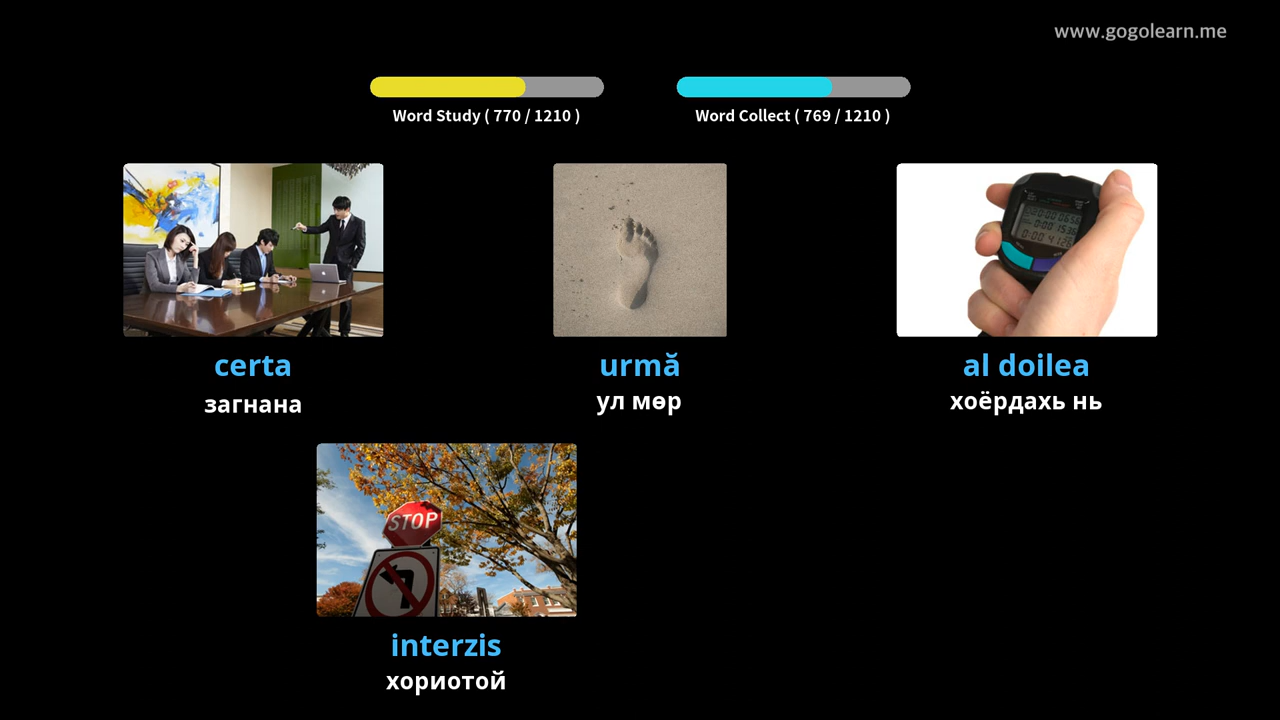 www.gogolearn.me
Word Study ( 770 / 1210 )
Word Collect ( 769 / 1210 )
certa
загнана
urmă
ул мөр
al doilea
хоёрдахь нь
STOP
interzis
хориотой